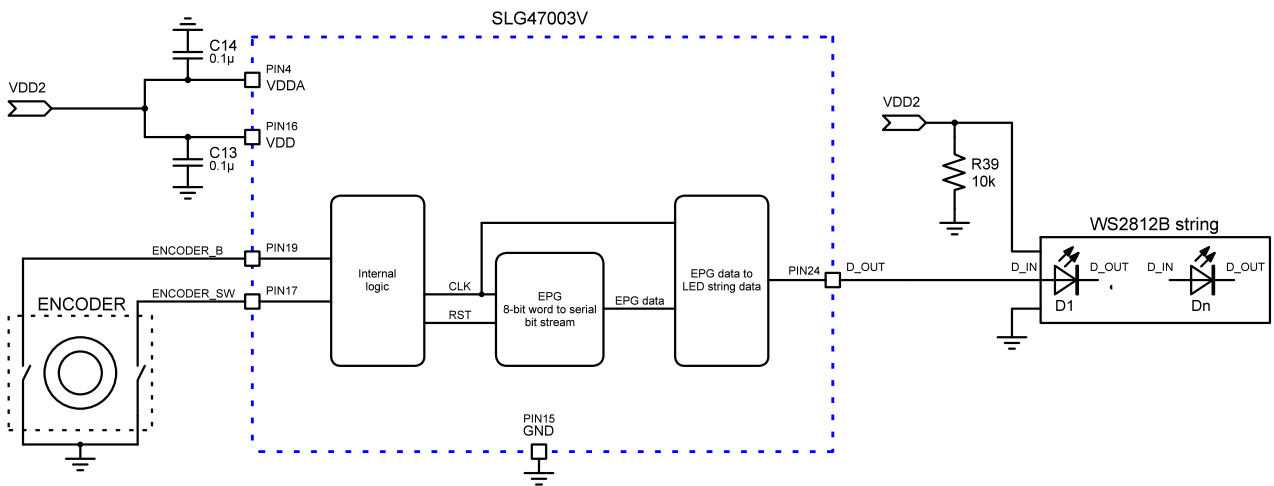 SLG47003V
C14
0.1µ
PIN4
VDDA
VDD2
PIN16
VDD
C13
0.1µ
VDD2
R39
10k
WS2812B string
ENCODER_B
PIN19
ENCODER_SW
PIN17
ENCODER
Internal
logic
CLK
RST
EPG
8-bit word to serial
bit stream
EPG data
EPG data to
LED string data
PIN24
D_OUT
D_IN
D_OUT
D_IN
D_OUT
D1
Dn
PIN15
GND